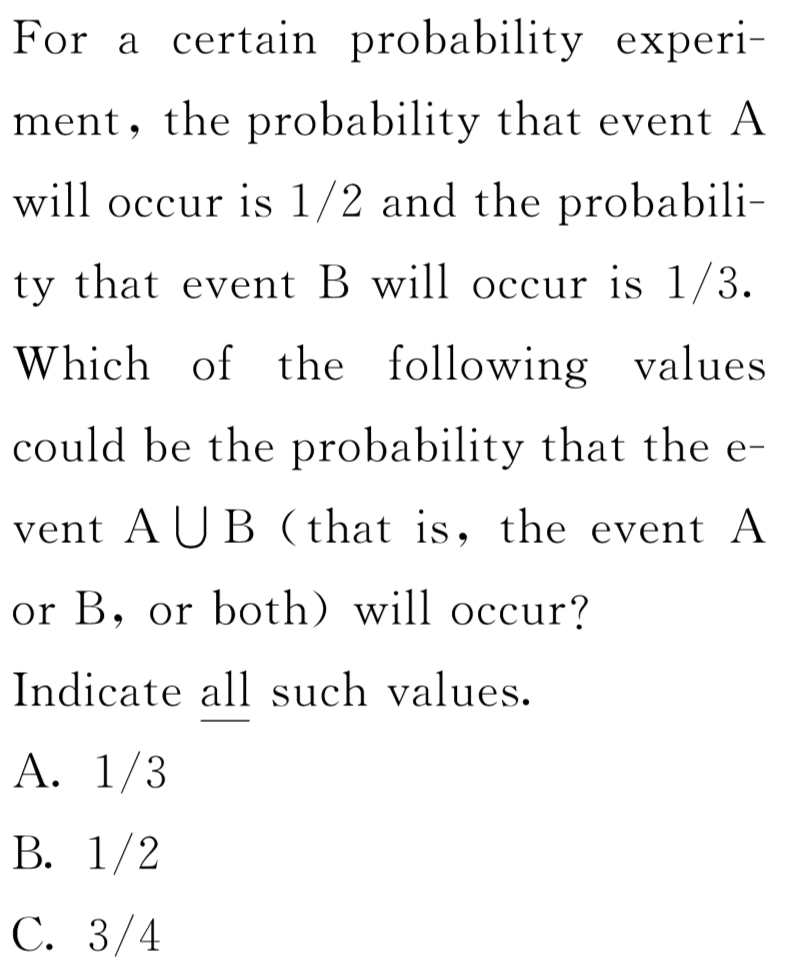 For a certain probability experi-
ment, the probability that event A
will occur is 1/2 and the probabili-
ty that event B will occur is 1/3.
Which of the following values
could be the probability that the e-
vent A∪B (that is, the event A
or B, or both) will occur?
Indicate all such values.
A. 1/3
B. 1/2
C. 3/4